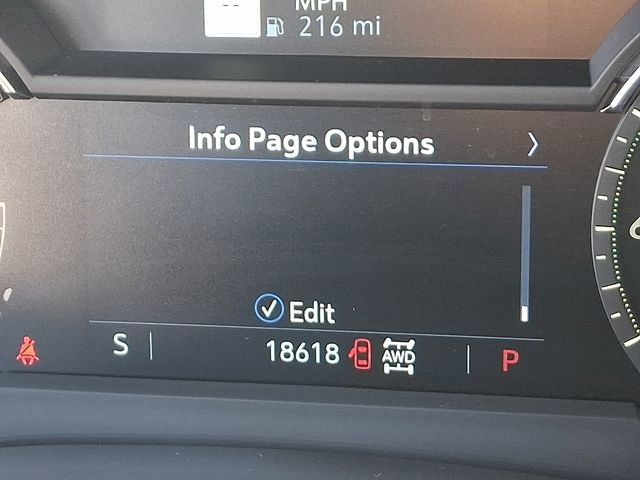 --
MPH
216 mi
Info Page Options
Edit
S 18618 AWD P